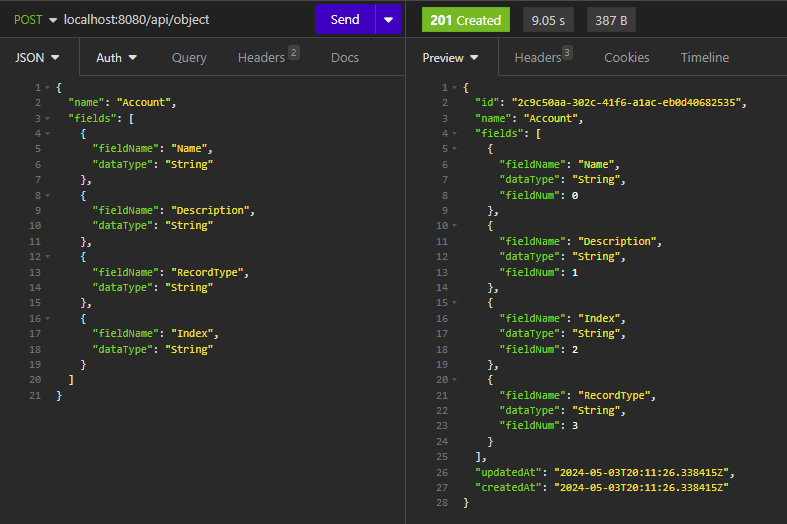 POST localhost:8080/api/object Send
201 Created 9.05 s 387 B
JSON Auth Query Headers 2 Docs
Preview Headers 3 Cookies Timeline
1 {
2 "name": "Account",
3 "fields": [
4 {
5 "fieldName": "Name",
6 "dataType": "String"
7 },
8 {
9 "fieldName": "Description",
10 "dataType": "String"
11 },
12 {
13 "fieldName": "RecordType",
14 "dataType": "String"
15 },
16 {
17 "fieldName": "Index",
18 "dataType": "String"
19 }
20 ]
21 }
1 {
2 "id": "2c9c50aa-302c-41f6-a1ac-eb0d40682535",
3 "name": "Account",
4 "fields": [
5 {
6 "fieldName": "Name",
7 "dataType": "String",
8 "fieldNum": 0
9 },
10 {
11 "fieldName": "Description",
12 "dataType": "String",
13 "fieldNum": 1
14 },
15 {
16 "fieldName": "Index",
17 "dataType": "String",
18 "fieldNum": 2
19 },
20 {
21 "fieldName": "RecordType",
22 "dataType": "String",
23 "fieldNum": 3
24 }
25 ],
26 "updatedAt": "2024-05-03T20:11:26.338415Z",
27 "createdAt": "2024-05-03T20:11:26.338415Z"
28 }